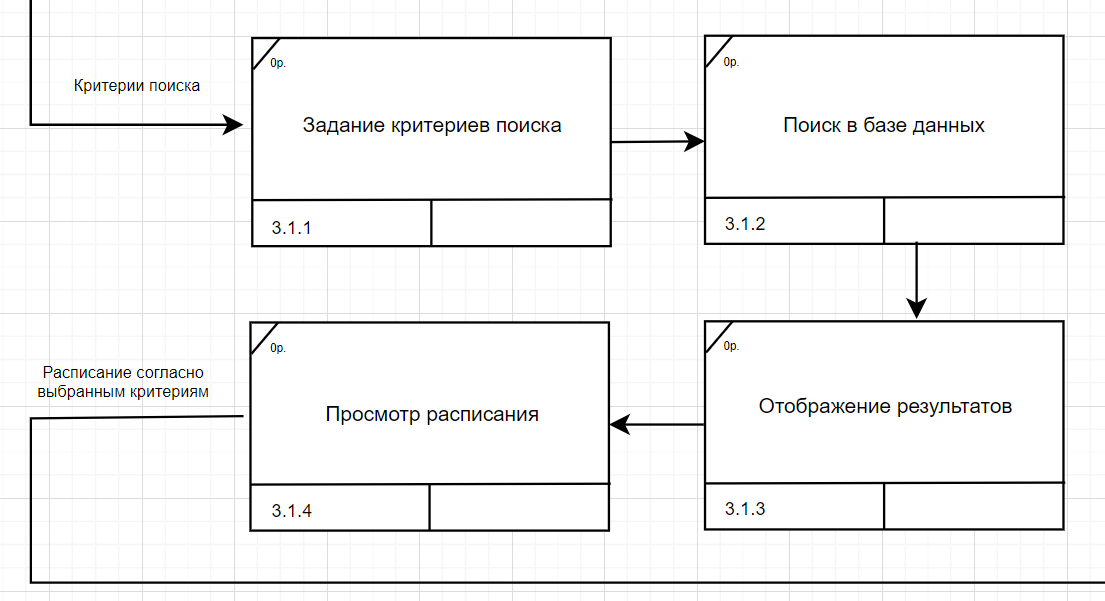 Критерии поиска
0р.
Задание критериев поиска
3.1.1
0р.
Поиск в базе данных
3.1.2
Расписание согласно
выбранным критериям
0р.
Просмотр расписания
3.1.4
0р.
Отображение результатов
3.1.3